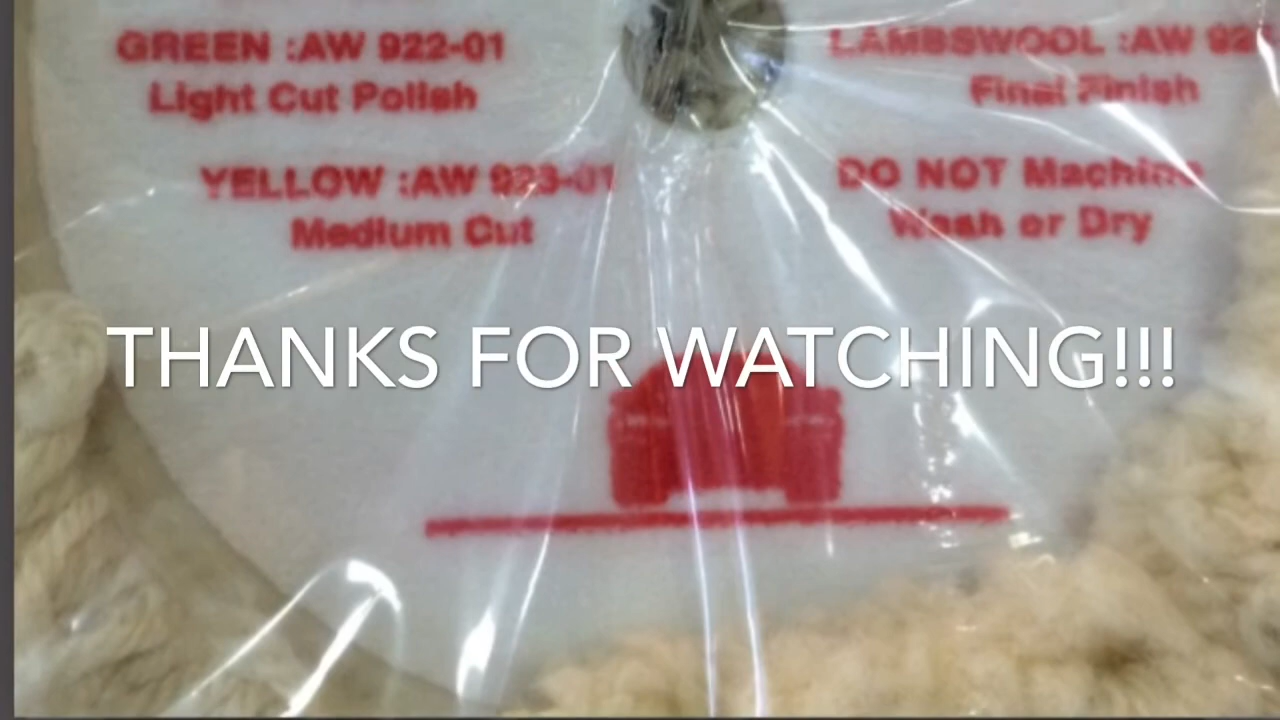 GREEN :AW 922-01
Light Cut Polish
YELLOW :AW 923-01
Medium Cut
LAMBSWOOL :AW
Final Finish
DO NOT Machine
Wash or Dry
THANKS FOR WATCHING!!!